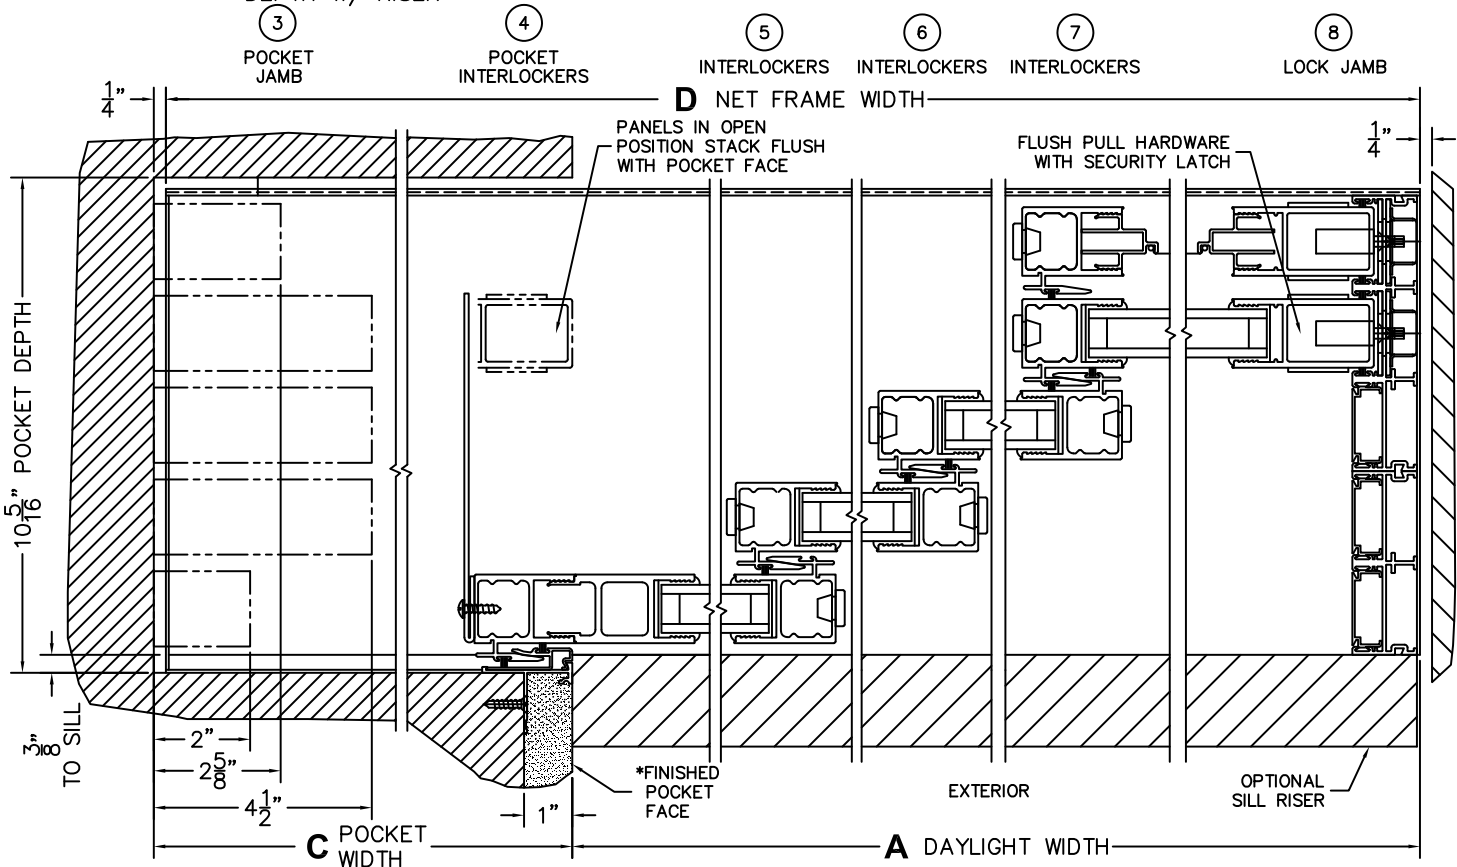 3
POCKET
JAMB
4
POCKET
INTERLOCKERS
5
INTERLOCKERS
6
INTERLOCKERS
7
INTERLOCKERS
8
LOCK JAMB
1/4"
D NET FRAME WIDTH
1/4"
PANELS IN OPEN
POSITION STACK FLUSH
WITH POCKET FACE
FLUSH PULL HARDWARE
WITH SECURITY LATCH
10 5/16" POCKET DEPTH
3/8"
TO SILL
2"
2 5/8"
4 1/2"
1"
*FINISHED
POCKET
FACE
EXTERIOR
OPTIONAL
SILL RISER
C POCKET
WIDTH
A DAYLIGHT WIDTH